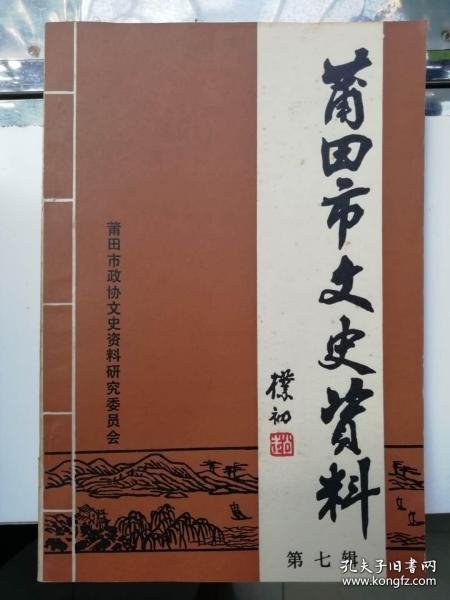 莆田市文史资料
樸初
第七辑
莆田市政协文史资料研究委员会
孔夫子旧书网
www.kongfz.com